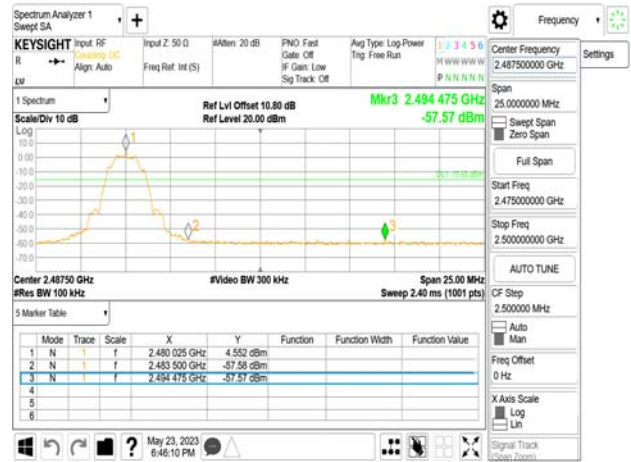 Spectrum Analyzer 1
Swept SA
+
Frequency
KEYSIGHT
R
Input: RF
Coupling: DC
Align: Auto
Input Z: 50 Ω
Freq Ref: Int (S)
#Atten: 20 dB
PNO: Fast
Gate: Off
IF Gain: Low
Sig Track: Off
Avg Type: Log-Power
Trig: Free Run
1 2 3 4 5 6
M W W W W W
P N N N N N
1 Spectrum
Scale/Div 10 dB
Log
Ref Lvl Offset 10.80 dB
Ref Level 20.00 dBm
Mkr3 2.494 475 GHz
-57.57 dBm
10.0
0.00
-10.0
-20.0
-30.0
-40.0
-50.0
-60.0
-70.0
1
2
3
Center 2.48750 GHz
#Res BW 100 kHz
#Video BW 300 kHz
Span 25.00 MHz
Sweep 2.40 ms (1001 pts)
5 Marker Table
Mode Trace Scale X Y Function Function Width Function Value
1 N 1 f 2.480 025 GHz 4.552 dBm
2 N 1 f 2.483 500 GHz -57.58 dBm
3 N 1 f 2.494 475 GHz -57.57 dBm
4
5
6
?
May 23, 2023
6:46:10 PM
Center Frequency
2.487500000 GHz
Settings
Span
25.0000000 MHz
Swept Span
Zero Span
Full Span
Start Freq
2.475000000 GHz
Stop Freq
2.500000000 GHz
AUTO TUNE
CF Step
2.500000 MHz
Auto
Man
Freq Offset
0 Hz
X Axis Scale
Log
Lin
Signal Track
(Span Zoom)